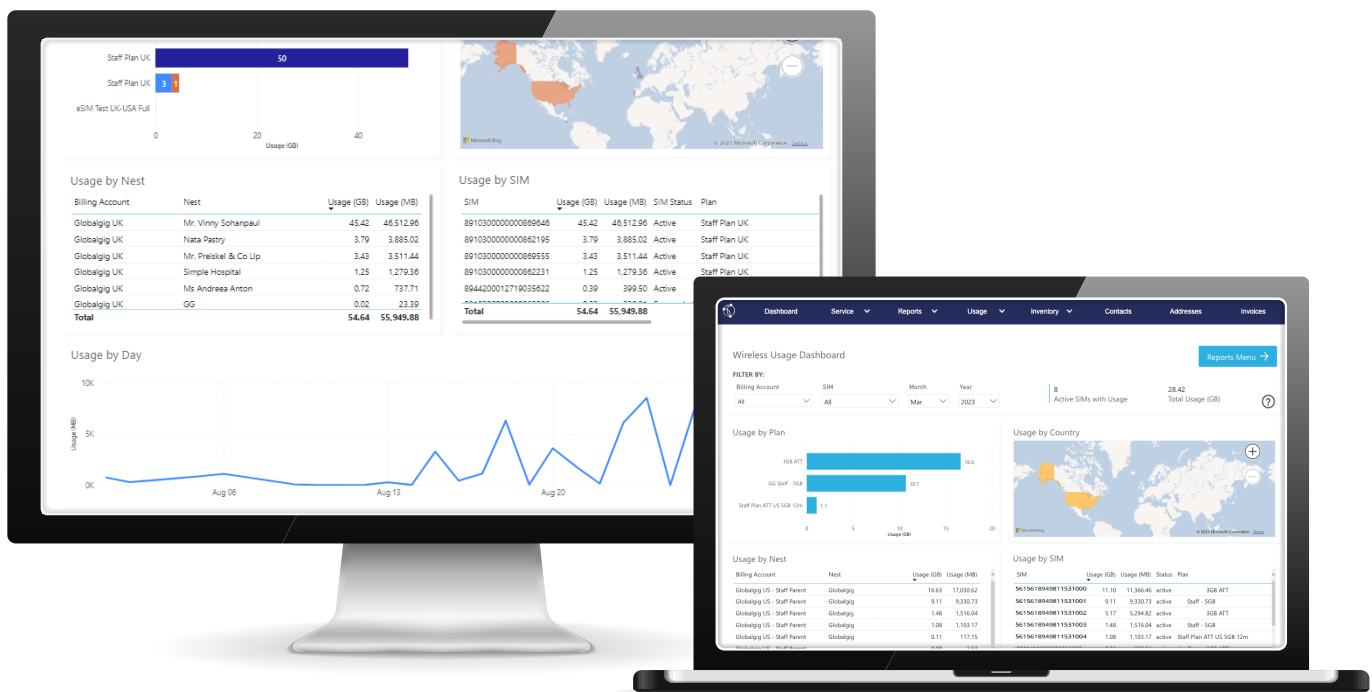 Staff Plan UK
50
Staff Plan UK
3 1
eSIM Test UK-USA Full
0 20 40
Usage (GB)
Microsoft Bing
© 2023 Microsoft Corporation Terms
Usage by Nest
Billing Account Nest Usage (GB) Usage (MB)
Globalgig UK Mr. Vinny Sohanpaul 45.42 46,512.96
Globalgig UK Nata Pastry 3.79 3,885.02
Globalgig UK Mr. Preiskel & Co Llp 3.43 3,511.44
Globalgig UK Simple Hospital 1.25 1,279.36
Globalgig UK Ms Andreea Anton 0.72 737.71
Globalgig UK GG 0.02 23.39
Total 54.64 55,949.88
Usage by SIM
SIM Usage (GB) Usage (MB) SIM Status Plan
8910300000000869646 45.42 46,512.96 Active Staff Plan UK
8910300000000862195 3.79 3,885.02 Active Staff Plan UK
8910300000000869555 3.43 3,511.44 Active Staff Plan UK
8910300000000862231 1.25 1,279.36 Active Staff Plan UK
8944200012719035622 0.39 399.50 Active
Total 54.64 55,949.88
Usage by Day
10K
5K
0K
Usage (MB)
Aug 06 Aug 13 Aug 20
Dashboard Service Reports Usage Inventory Contacts Addresses Invoices
Wireless Usage Dashboard
Reports Menu
FILTER BY:
Billing Account SIM Month Year
All All Mar 2023
8
Active SIMs with Usage
28.42
Total Usage (GB)
?
Usage by Plan
3GB ATT 16.6
GG Staff - 5GB 10.7
Staff Plan ATT US 5GB 12m 1.1
0 5 10 15 20
Usage (GB)
Usage by Country
Microsoft Bing
© 2023 Microsoft Corporation Terms
Usage by Nest
Billing Account Nest Usage (GB) Usage (MB)
Globalgig US - Staff Parent Globalgig 16.63 17,030.62
Globalgig US - Staff Parent Globalgig 9.11 9,330.73
Globalgig US - Staff Parent Globalgig 1.48 1,516.04
Globalgig US - Staff Parent Globalgig 1.08 1,103.17
Globalgig US - Staff Parent Globalgig 0.11 117.15
Usage by SIM
SIM Usage (GB) Usage (MB) Status Plan
5615618949811531000 11.10 11,366.46 active 3GB ATT
5615618949811531001 9.11 9,330.73 active Staff - 5GB
5615618949811531002 5.17 5,294.82 active 3GB ATT
5615618949811531003 1.48 1,516.04 active Staff - 5GB
5615618949811531004 1.08 1,103.17 active Staff Plan ATT US 5GB 12m